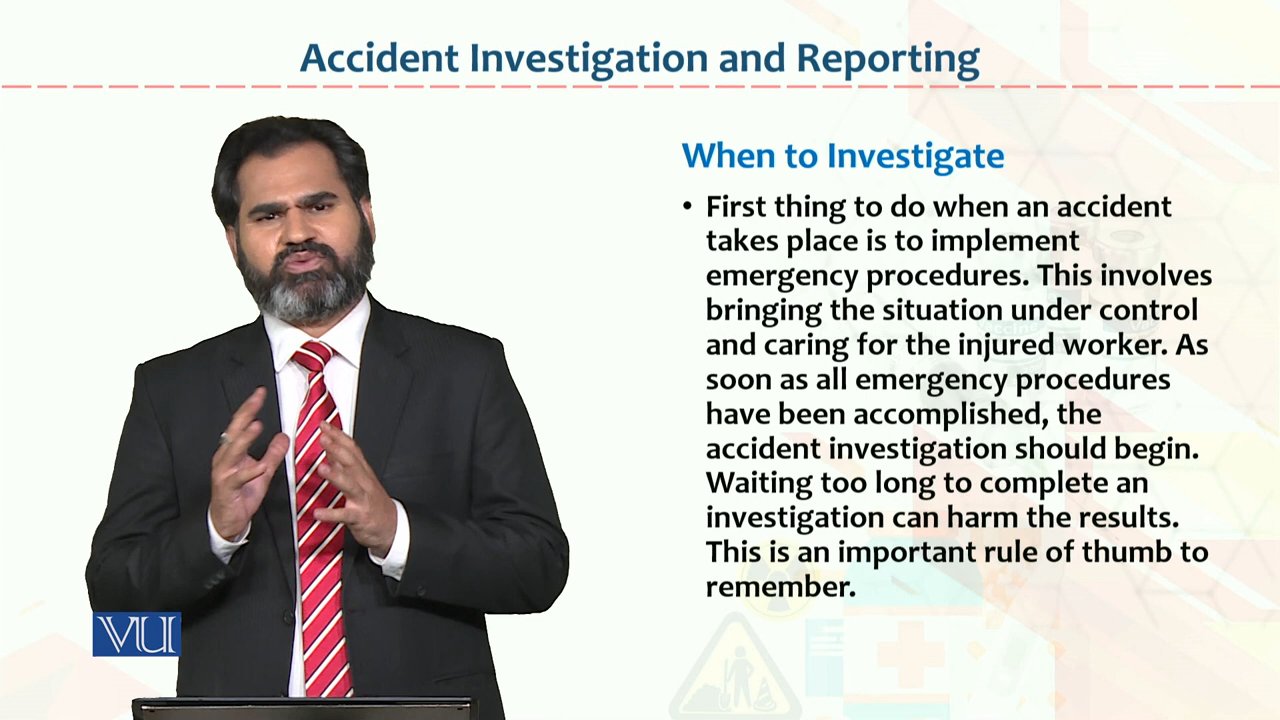 Accident Investigation and Reporting
When to Investigate
• First thing to do when an accident
takes place is to implement
emergency procedures. This involves
bringing the situation under control
and caring for the injured worker. As
soon as all emergency procedures
have been accomplished, the
accident investigation should begin.
Waiting too long to complete an
investigation can harm the results.
This is an important rule of thumb to
remember.
VU